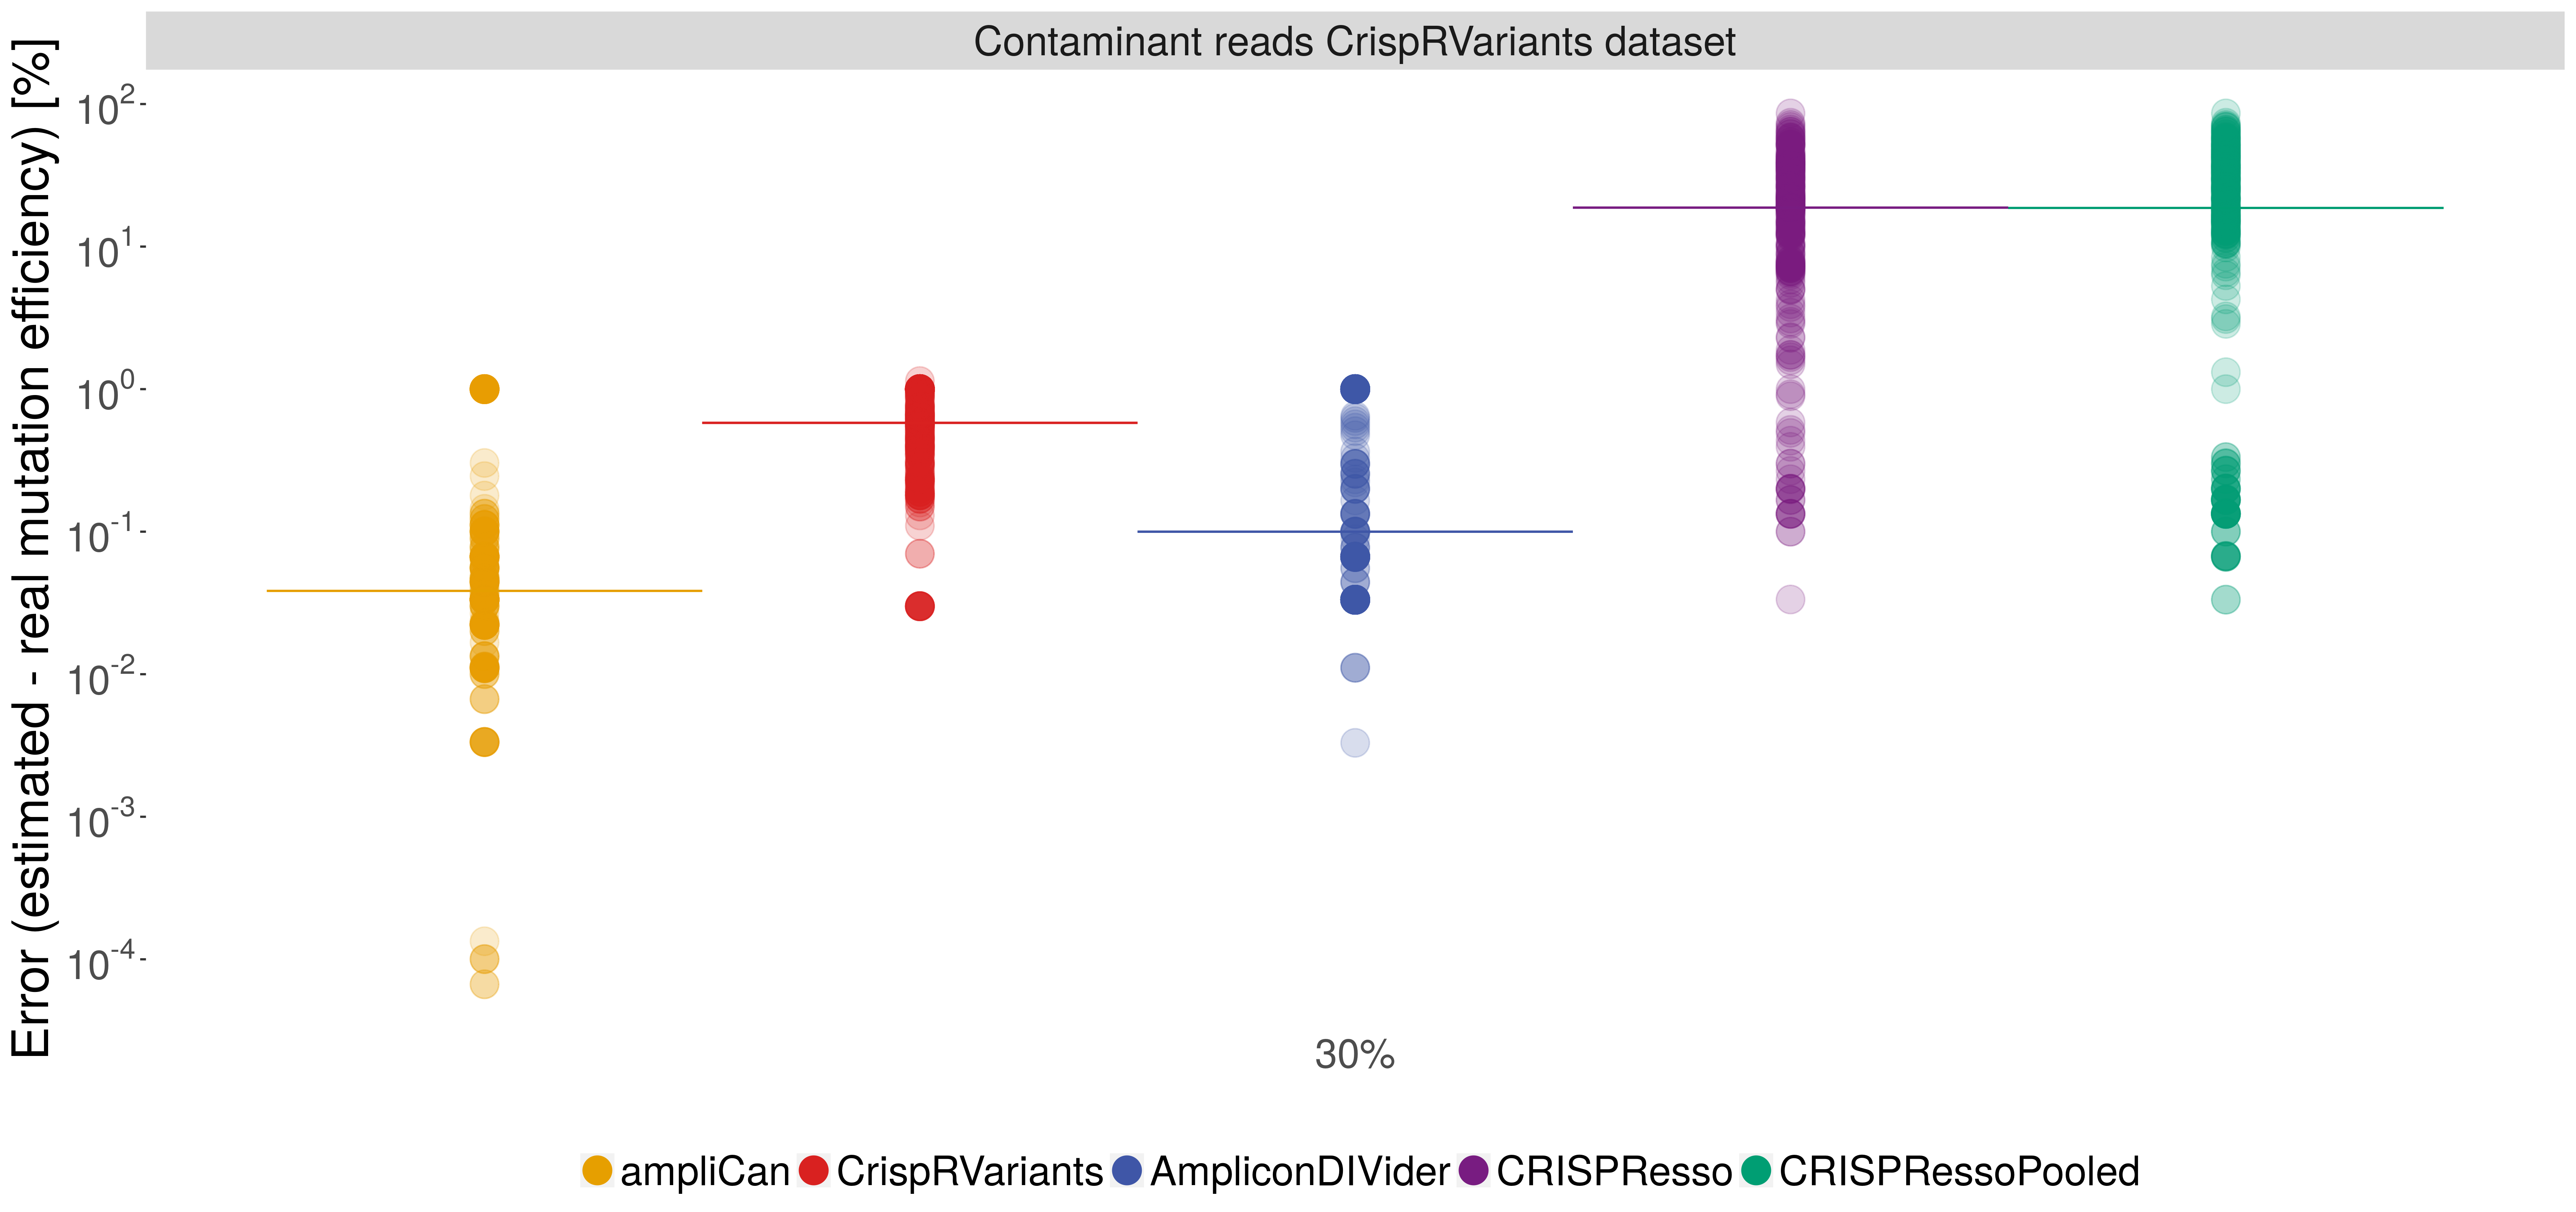 Contaminant reads CrispRVariants dataset
Error (estimated - real mutation efficiency) [%]
10^2
10^1
10^0
10^-1
10^-2
10^-3
10^-4
30%
ampliCan CrispRVariants AmpliconDIVider CRISPResso CRISPRessoPooled